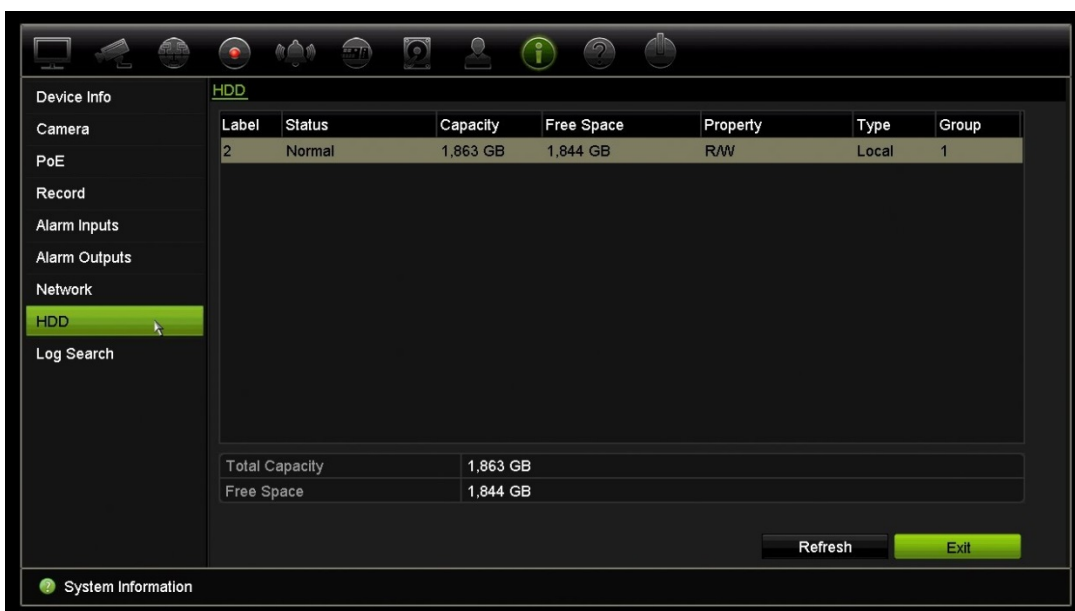 Device Info
HDD
Camera
Label Status Capacity Free Space Property Type Group
2 Normal 1,863 GB 1,844 GB R/W Local 1
PoE
Record
Alarm Inputs
Alarm Outputs
Network
HDD
Log Search
Total Capacity 1,863 GB
Free Space 1,844 GB
Refresh Exit
System Information